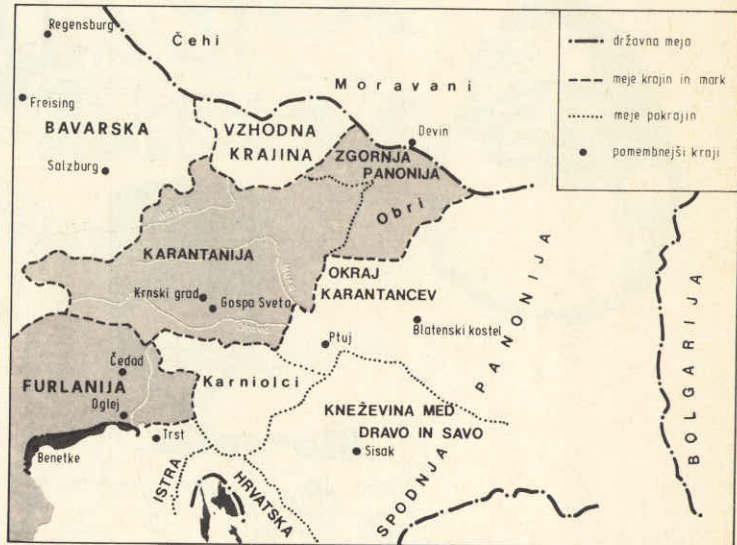 Regensburg
Čehi
Moravani
Freising
BAVARSKA
VZHODNA
KRAJINA
Devin
Salzburg
ZGORNJA
PANONIJA
Obri
KARANTANIJA
Krnski grad
Gospa Sveta
OKRAJ
KARANTANCEV
Ptuj
Blatenski kostel
SPODNJA PANONIJA
BOLGARIJA
Čedad
FURLANIJA
Oglej
Karniolci
KNEŽEVINA MED
DRAVO IN SAVO
Trst
Benetke
Sisak
ISTRA
HRVATSKA
državna meja
meje krajin in mark
meje pokrajin
pomembnejši kraji